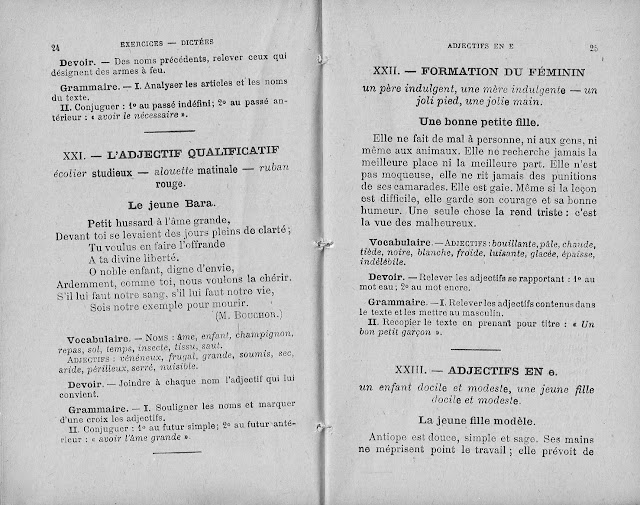 24 EXERCICES — DICTÉES
Devoir. — Des noms précédents, relever ceux qui
désignent des armes à feu.
Grammaire. — I. Analyser les articles et les noms
du texte.
II. Conjuguer : 1º au passé indéfini; 2º au passé an-
térieur : « avoir le nécessaire ».
XXI. — L'ADJECTIF QUALIFICATIF
écolier studieux — alouette matinale — ruban
rouge.
Le jeune Bara.
Petit hussard à l'âme grande,
Devant toi se levaient des jours pleins de clarté;
Tu voulus en faire l'offrande
A ta divine liberté.
O noble enfant, digne d'envie,
Ardemment, comme toi, nous voulons la chérir.
S'il lui faut notre sang, s'il lui faut notre vie,
Sois notre exemple pour mourir.
(M. BOUCHOR.)
Vocabulaire. — NOMS : âme, enfant, champignon,
repas, sol, temps, insecte, tissu, saut.
ADJECTIFS : vénéneux, frugal, grande, soumis, sec,
aride, périlleux, serré, nuisible.
Devoir. — Joindre à chaque nom l'adjectif qui lui
convient.
Grammaire. — I. Souligner les noms et marquer
d'une croix les adjectifs.
II. Conjuguer : 1º au futur simple; 2º au futur anté-
rieur : « avoir l'âme grande ».
ADJECTIFS EN E 25
XXII. — FORMATION DU FÉMININ
un père indulgent, une mère indulgente — un
joli pied, une jolie main.
Une bonne petite fille.
Elle ne fait de mal à personne, ni aux gens, ni
même aux animaux. Elle ne recherche jamais la
meilleure place ni la meilleure part. Elle n'est
pas moqueuse, elle ne rit jamais des punitions
de ses camarades. Elle est gaie. Même si la leçon
est difficile, elle garde son courage et sa bonne
humeur. Une seule chose la rend triste : c'est
la vue des malheureux.
Vocabulaire. — ADJECTIFS : bouillante, pâle, chaude,
tiède, noire, blanche, froide, luisante, glacée, épaisse,
indélébile.
Devoir. — Relever les adjectifs se rapportant : 1º au
mot eau; 2º au mot encre.
Grammaire. — I. Relever les adjectifs contenus dans
le texte et les mettre au masculin.
II. Recopier le texte en prenant pour titre : « Un
bon petit garçon ».
XXIII. — ADJECTIFS EN e.
un enfant docile et modeste, une jeune fille
docile et modeste.
La jeune fille modèle.
Antiope est douce, simple et sage. Ses mains
ne méprisent point le travail; elle prévoit de